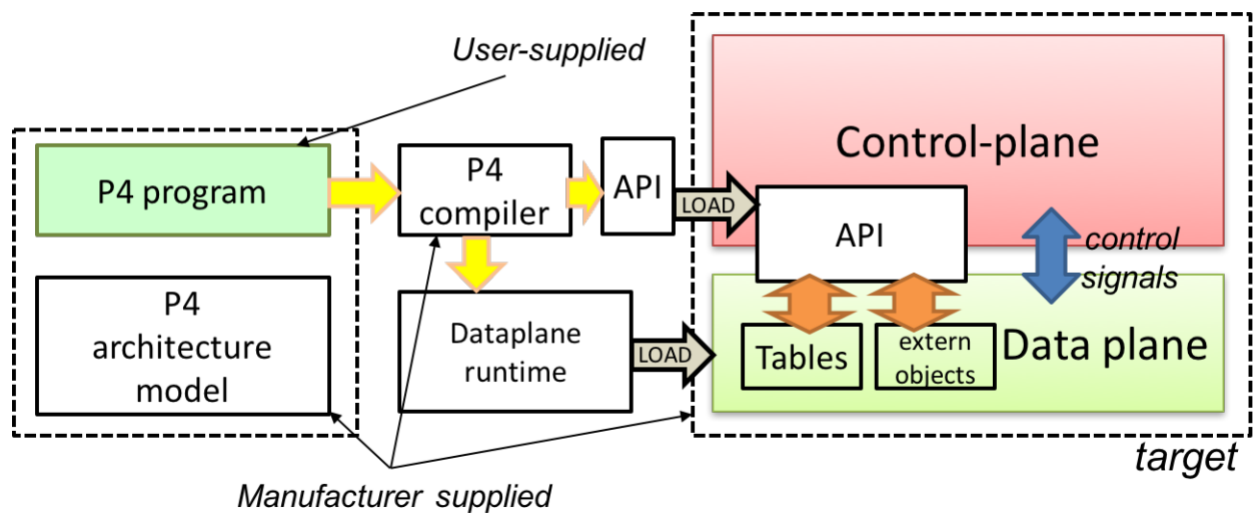 User-supplied
P4 program
P4
compiler
API
LOAD
Control-plane
API
control
signals
P4
architecture
model
Dataplane
runtime
LOAD
Tables
extern
objects
Data plane
target
Manufacturer supplied